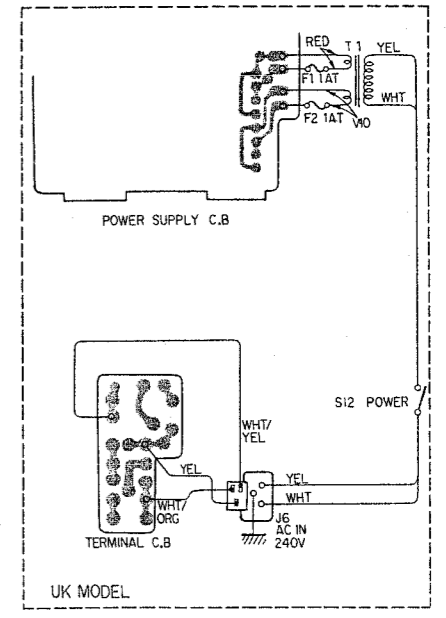 RED
T1
YEL
F1 1AT
WHT
F2 1AT
VIO
POWER SUPPLY C.B
S12 POWER
WHT/
YEL
YEL
YEL
WHT/
ORG
WHT
J6
AC IN
240V
TERMINAL C.B
UK MODEL